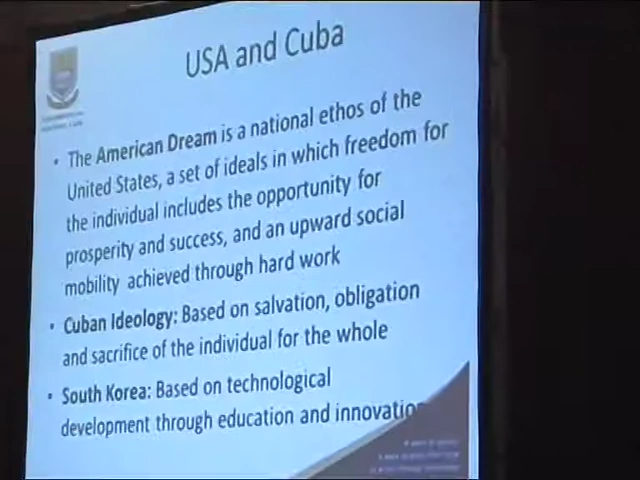 USA and Cuba
• The American Dream is a national ethos of the
United States, a set of ideals in which freedom for
the individual includes the opportunity for
prosperity and success, and an upward social
mobility achieved through hard work
• Cuban Ideology: Based on salvation, obligation
and sacrifice of the individual for the whole
• South Korea: Based on technological
development through education and innovation